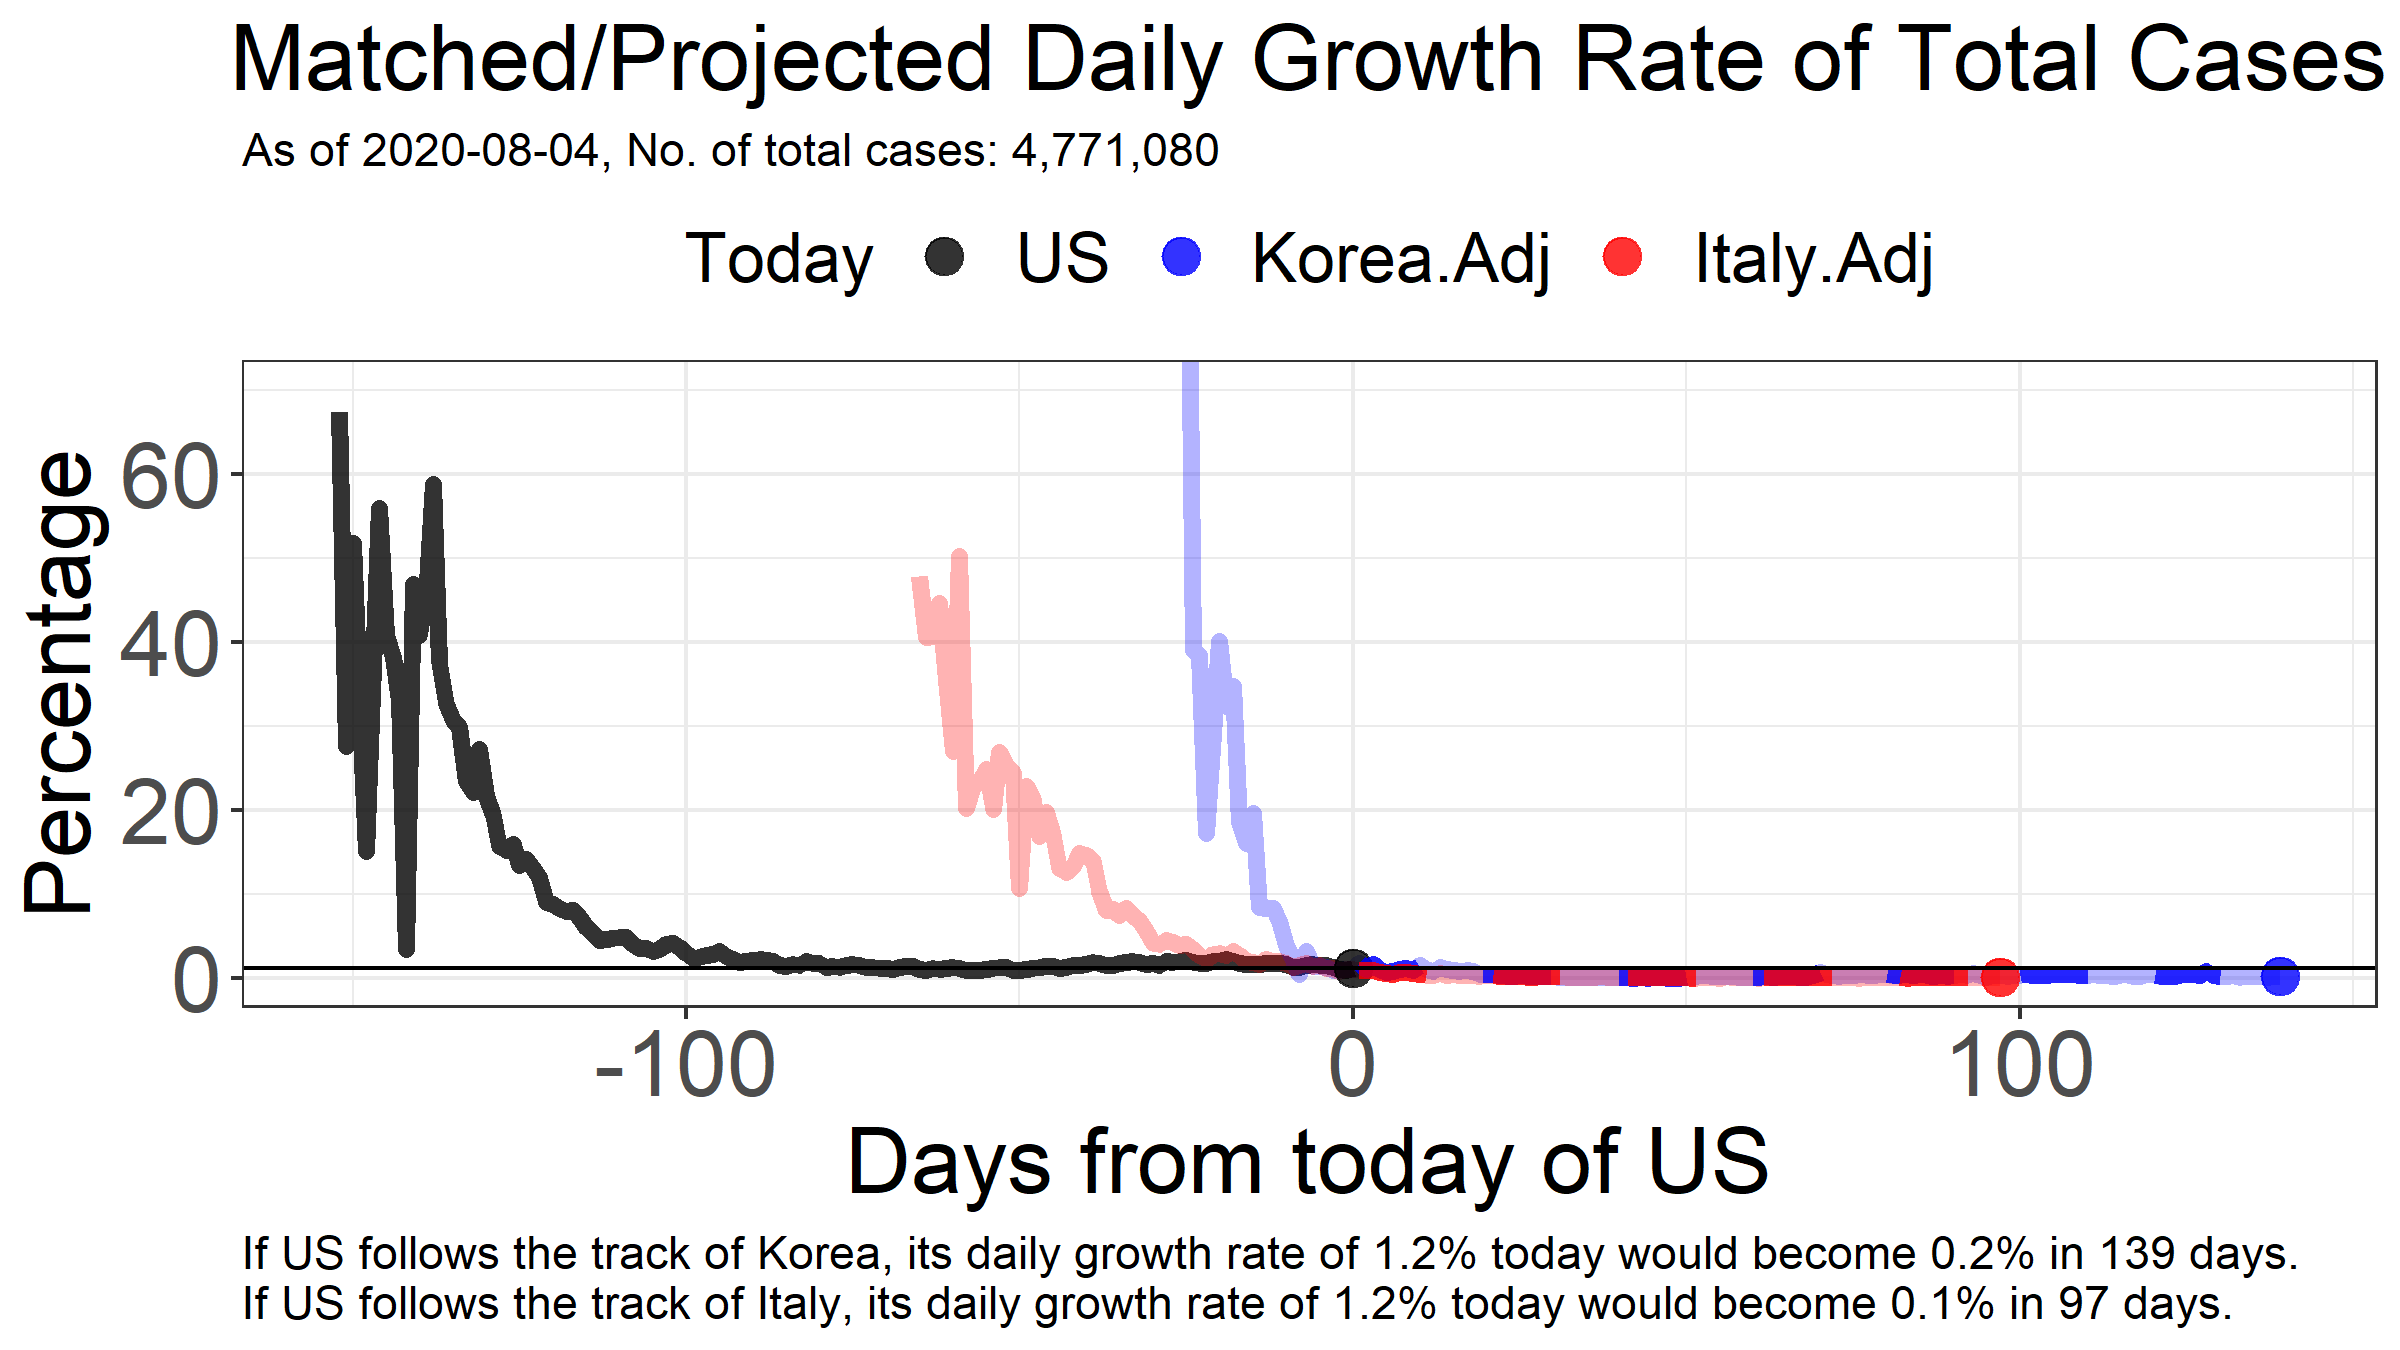 Matched/Projected Daily Growth Rate of Total Cases
As of 2020-08-04, No. of total cases: 4,771,080
Today US Korea.Adj Italy.Adj
Percentage
60
40
20
0
-100 0 100
Days from today of US
If US follows the track of Korea, its daily growth rate of 1.2% today would become 0.2% in 139 days.
If US follows the track of Italy, its daily growth rate of 1.2% today would become 0.1% in 97 days.